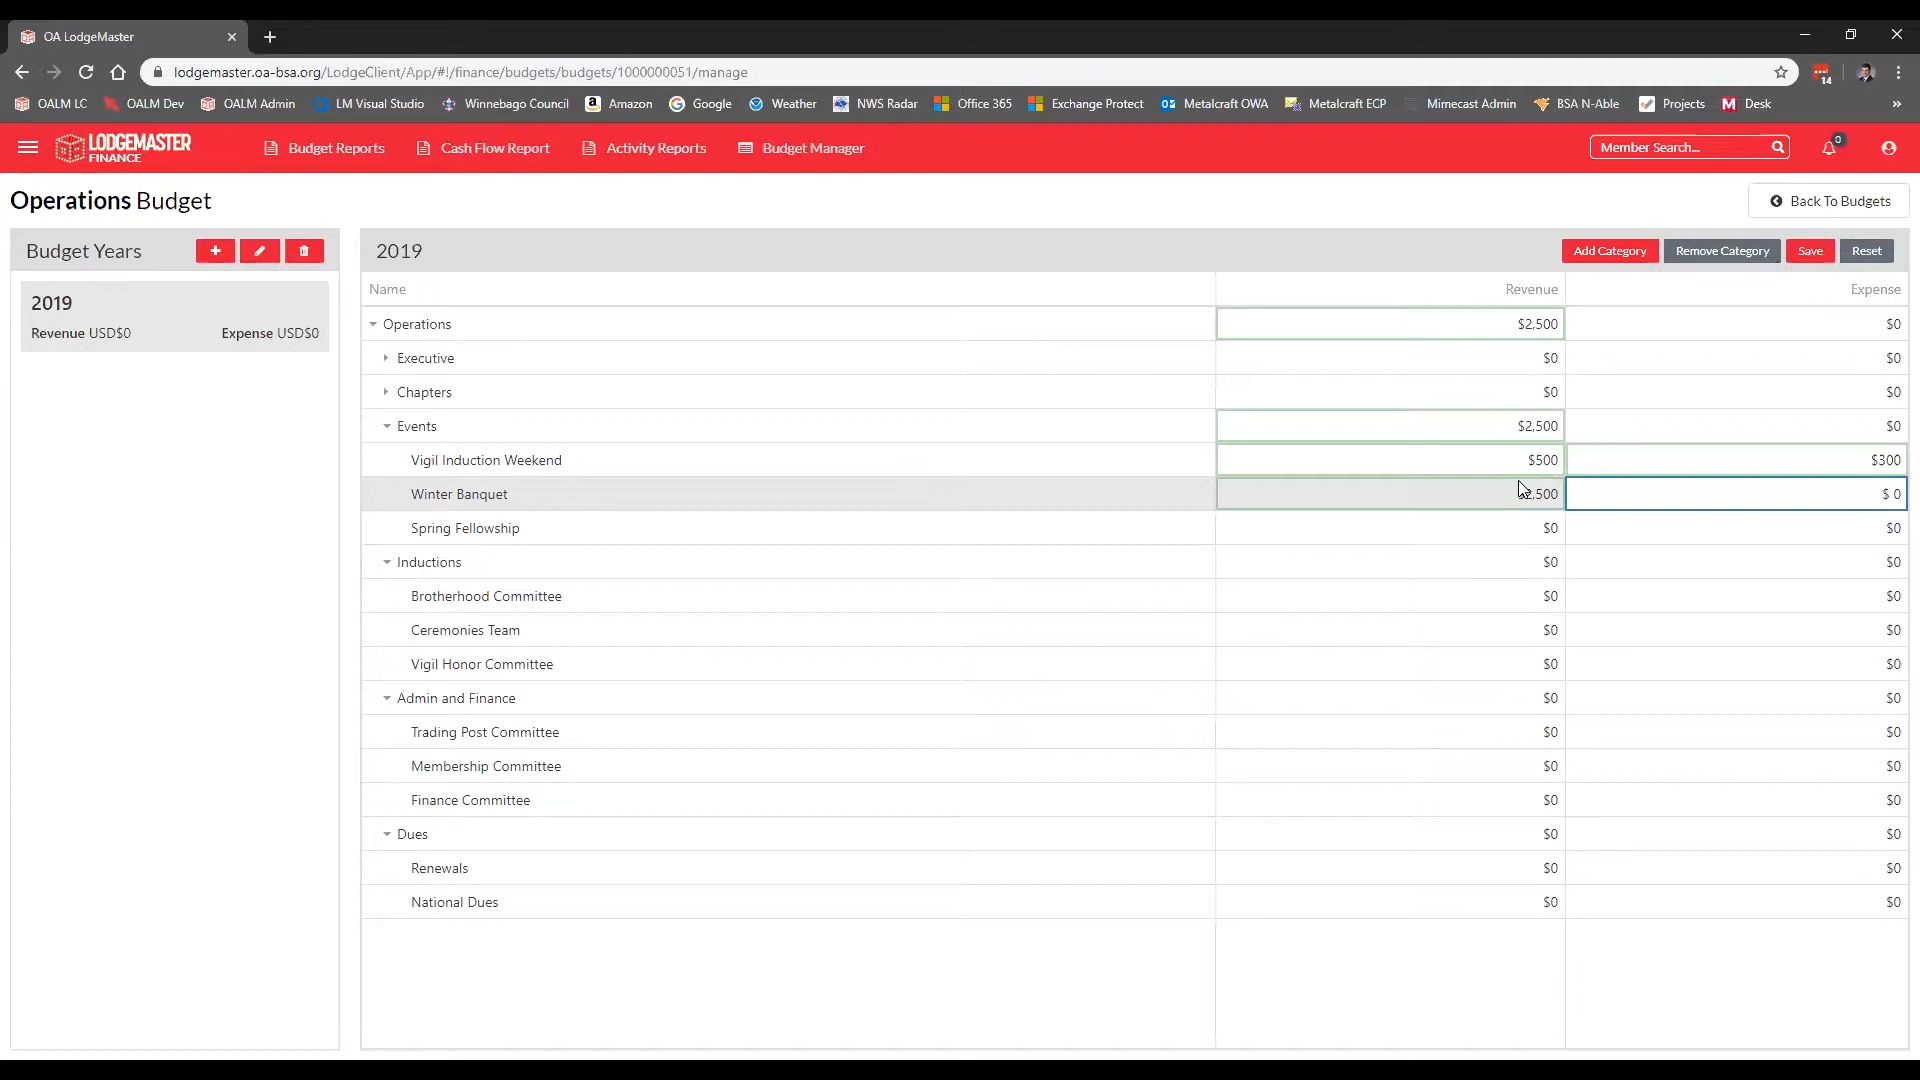 OA LodgeMaster
lodgemaster.oa-bsa.org/LodgeClient/App/#!/finance/budgets/budgets/1000000051/manage
14
OALM LC OALM Dev OALM Admin LM Visual Studio Winnebago Council Amazon Google Weather NWS Radar Office 365 Exchange Protect Metalcraft OWA Metalcraft ECP Mimecast Admin BSA N-Able Projects Desk
LODGEMASTER
FINANCE
Budget Reports Cash Flow Report Activity Reports Budget Manager Member Search... 0
Operations Budget Back To Budgets
Budget Years
2019
Revenue USD$0 Expense USD$0
2019 Add Category Remove Category Save Reset
Name Revenue Expense
Operations $2,500 $0
Executive $0 $0
Chapters $0 $0
Events $2,500 $0
Vigil Induction Weekend $500 $300
Winter Banquet 2,500 $ 0
Spring Fellowship $0 $0
Inductions $0 $0
Brotherhood Committee $0 $0
Ceremonies Team $0 $0
Vigil Honor Committee $0 $0
Admin and Finance $0 $0
Trading Post Committee $0 $0
Membership Committee $0 $0
Finance Committee $0 $0
Dues $0 $0
Renewals $0 $0
National Dues $0 $0